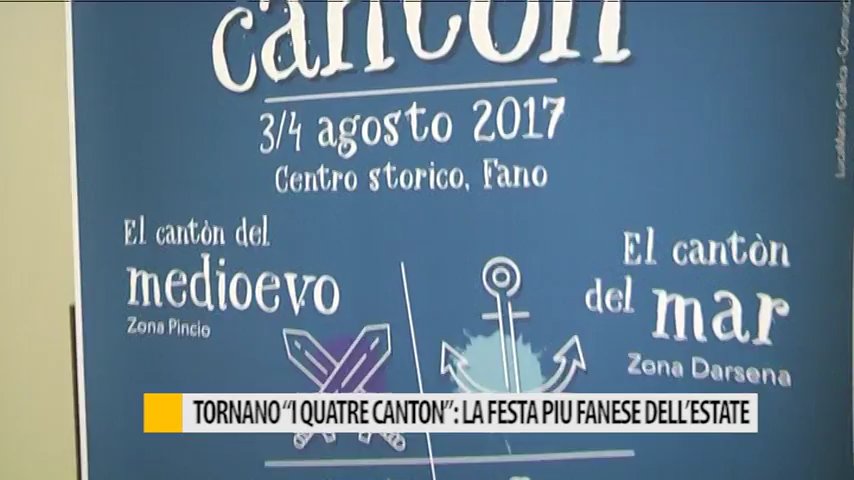 cantòn
3/4 agosto 2017
Centro storico, Fano
El cantòn del
medioevo
Zona Pincio
El cantòn
del mar
Zona Darsena
TORNANO “I QUATRE CANTON”: LA FESTA PIU FANESE DELL’ESTATE